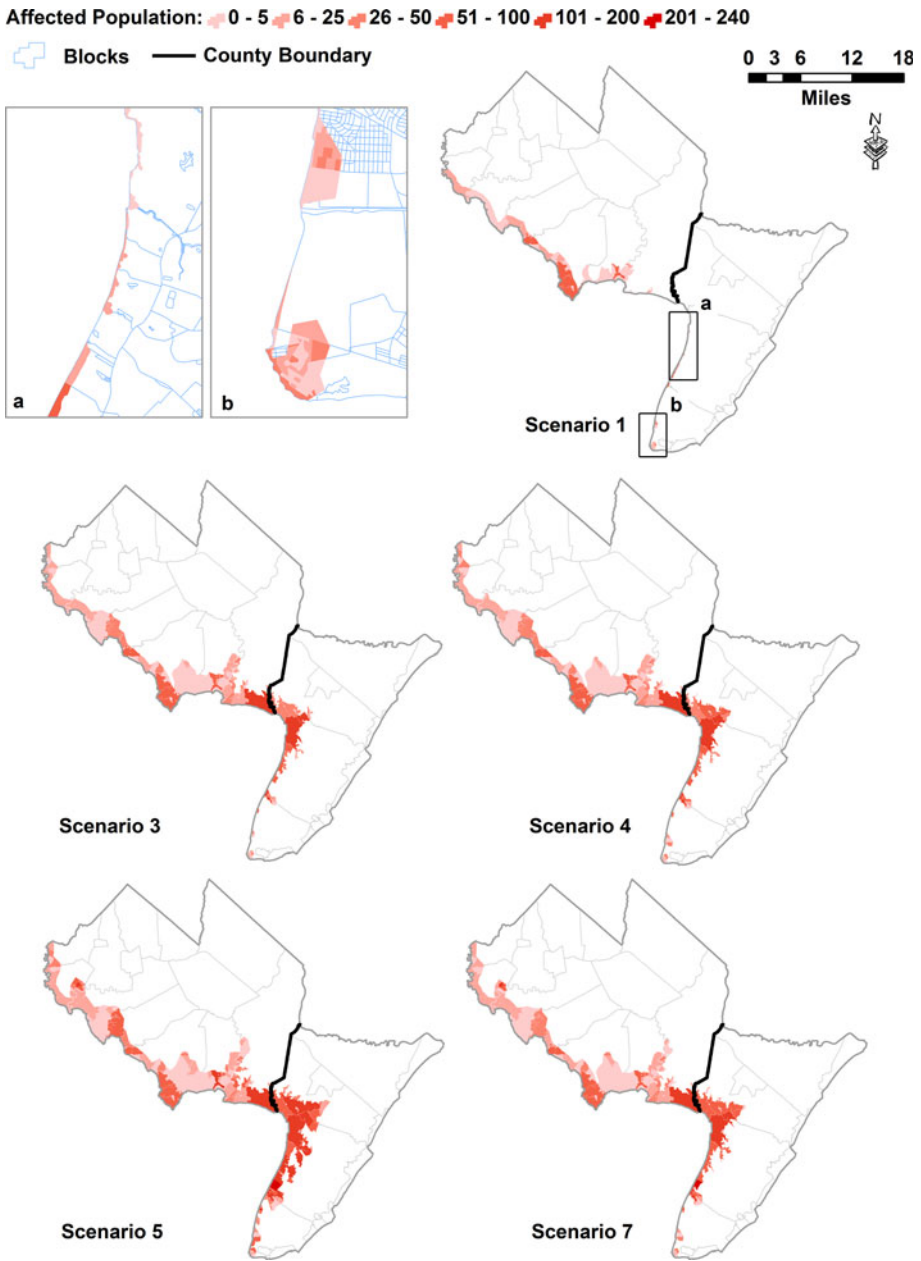 Affected Population: 0 - 5 6 - 25 26 - 50 51 - 100 101 - 200 201 - 240
Blocks County Boundary
0 3 6 12 18
Miles
N
a
b
a
b
Scenario 1
Scenario 3
Scenario 4
Scenario 5
Scenario 7